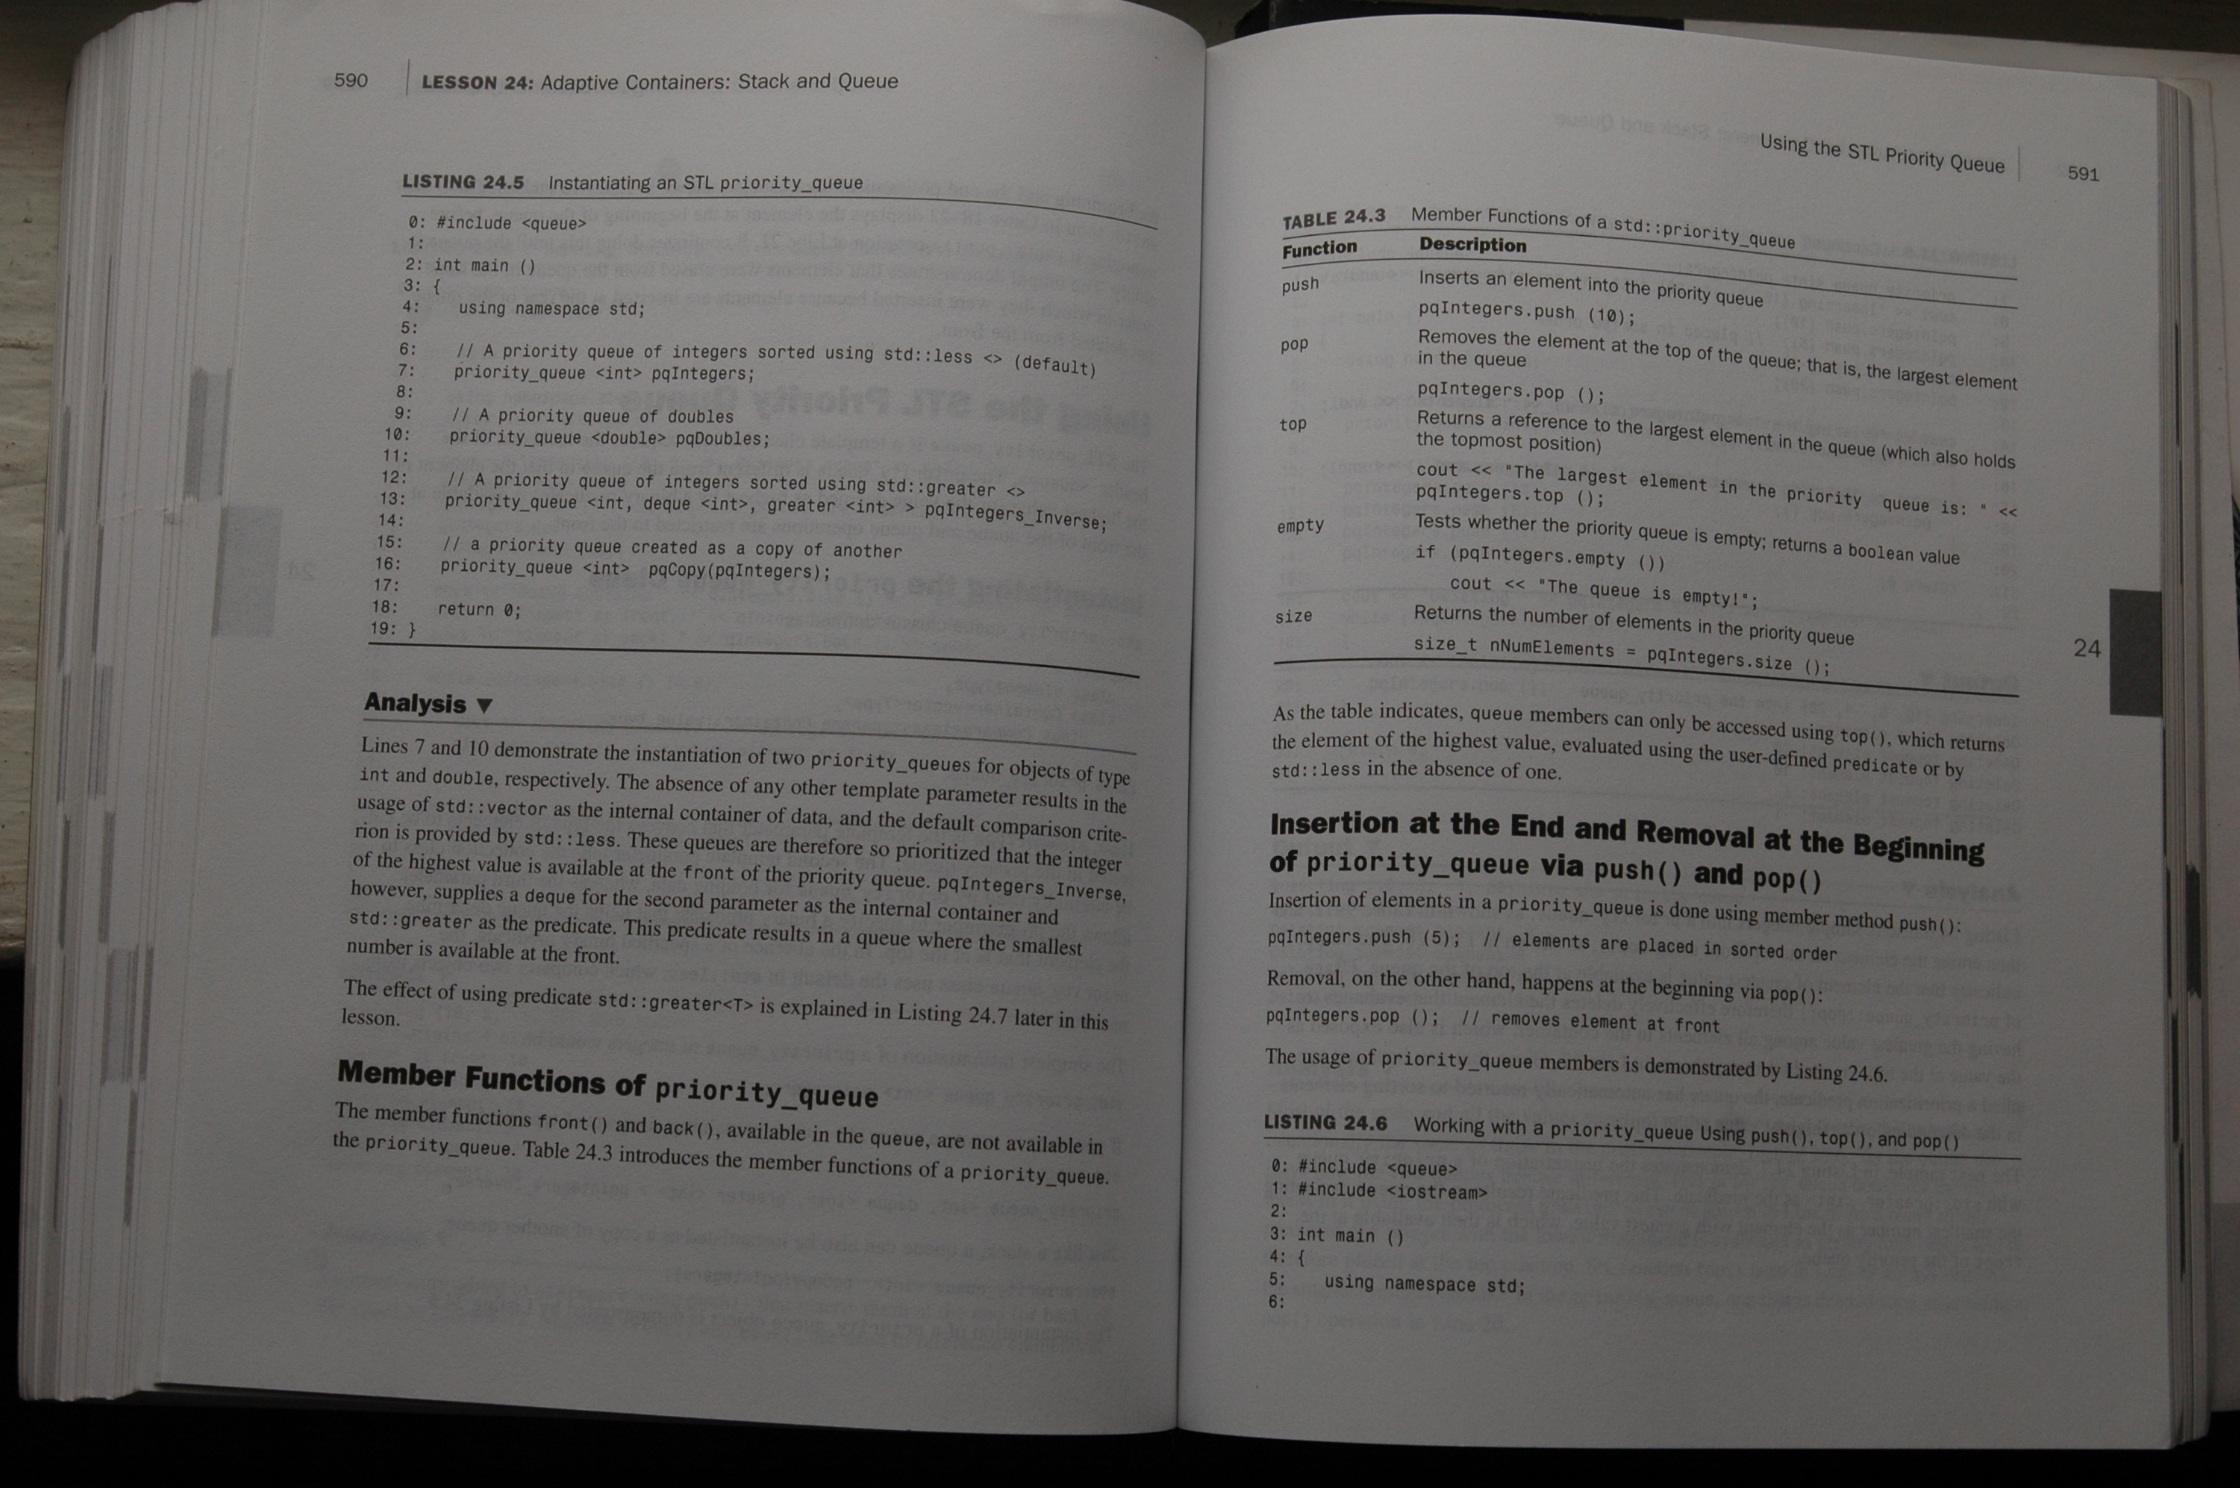 590 LESSON 24: Adaptive Containers: Stack and Queue
LISTING 24.5 Instantiating an STL priority_queue
0: #include <queue>
1:
2: int main ()
3: {
4: using namespace std;
5:
6: // A priority queue of integers sorted using std::less <> (default)
7: priority_queue <int> pqIntegers;
8:
9: // A priority queue of doubles
10: priority_queue <double> pqDoubles;
11:
12: // A priority queue of integers sorted using std::greater <>
13: priority_queue <int, deque <int>, greater <int> > pqIntegers_Inverse;
14:
15: // a priority queue created as a copy of another
16: priority_queue <int> pqCopy(pqIntegers);
17:
18: return 0;
19: }
Analysis ▼
Lines 7 and 10 demonstrate the instantiation of two priority_queues for objects of type
int and double, respectively. The absence of any other template parameter results in the
usage of std::vector as the internal container of data, and the default comparison crite-
rion is provided by std::less. These queues are therefore so prioritized that the integer
of the highest value is available at the front of the priority queue. pqIntegers_Inverse,
however, supplies a deque for the second parameter as the internal container and
std::greater as the predicate. This predicate results in a queue where the smallest
number is available at the front.
The effect of using predicate std::greater<T> is explained in Listing 24.7 later in this
lesson.
Member Functions of priority_queue
The member functions front() and back(), available in the queue, are not available in
the priority_queue. Table 24.3 introduces the member functions of a priority_queue.
Using the STL Priority Queue 591
TABLE 24.3 Member Functions of a std::priority_queue
Function Description
push Inserts an element into the priority queue
pqIntegers.push (10);
pop Removes the element at the top of the queue; that is, the largest element
in the queue
pqIntegers.pop ();
top Returns a reference to the largest element in the queue (which also holds
the topmost position)
cout << "The largest element in the priority queue is: " <<
pqIntegers.top ();
empty Tests whether the priority queue is empty; returns a boolean value
if (pqIntegers.empty ())
cout << "The queue is empty!";
size Returns the number of elements in the priority queue
size_t nNumElements = pqIntegers.size ();
24
As the table indicates, queue members can only be accessed using top(), which returns
the element of the highest value, evaluated using the user-defined predicate or by
std::less in the absence of one.
Insertion at the End and Removal at the Beginning
of priority_queue via push() and pop()
Insertion of elements in a priority_queue is done using member method push():
pqIntegers.push (5); // elements are placed in sorted order
Removal, on the other hand, happens at the beginning via pop():
pqIntegers.pop (); // removes element at front
The usage of priority_queue members is demonstrated by Listing 24.6.
LISTING 24.6 Working with a priority_queue Using push(), top(), and pop()
0: #include <queue>
1: #include <iostream>
2:
3: int main ()
4: {
5: using namespace std;
6: